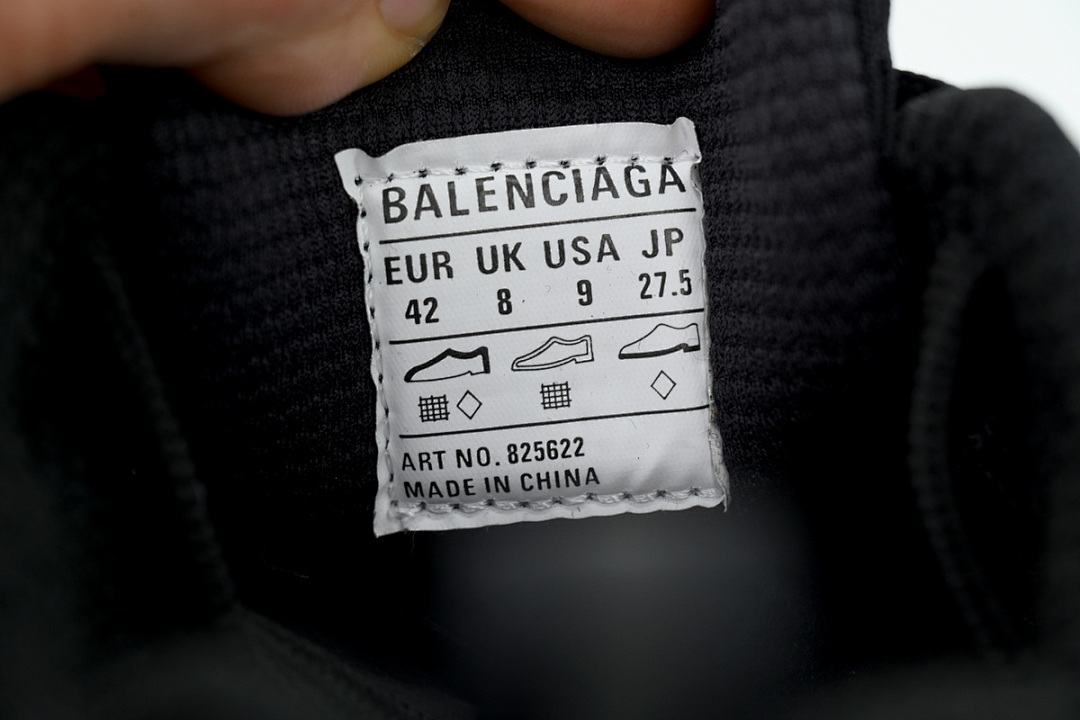 BALENCIAGA
EUR UK USA JP
42 8 9 27.5
ART NO. 825622
MADE IN CHINA